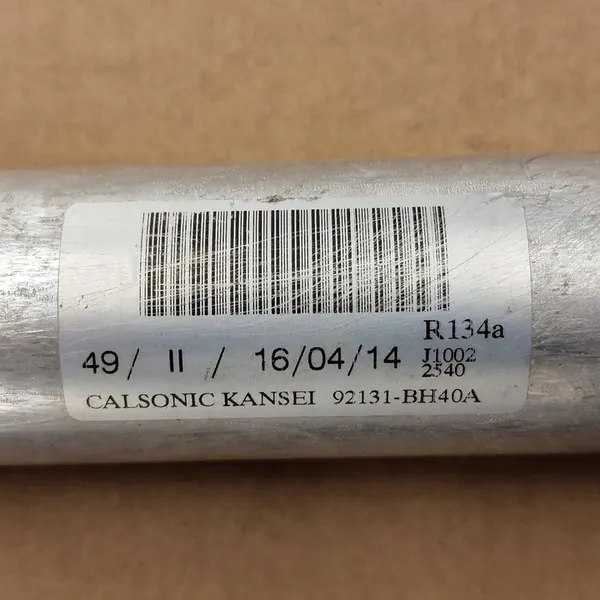 R134a
49/ II / 16/04/14 J1002
2540
CALSONIC KANSEI 92131-BH40A